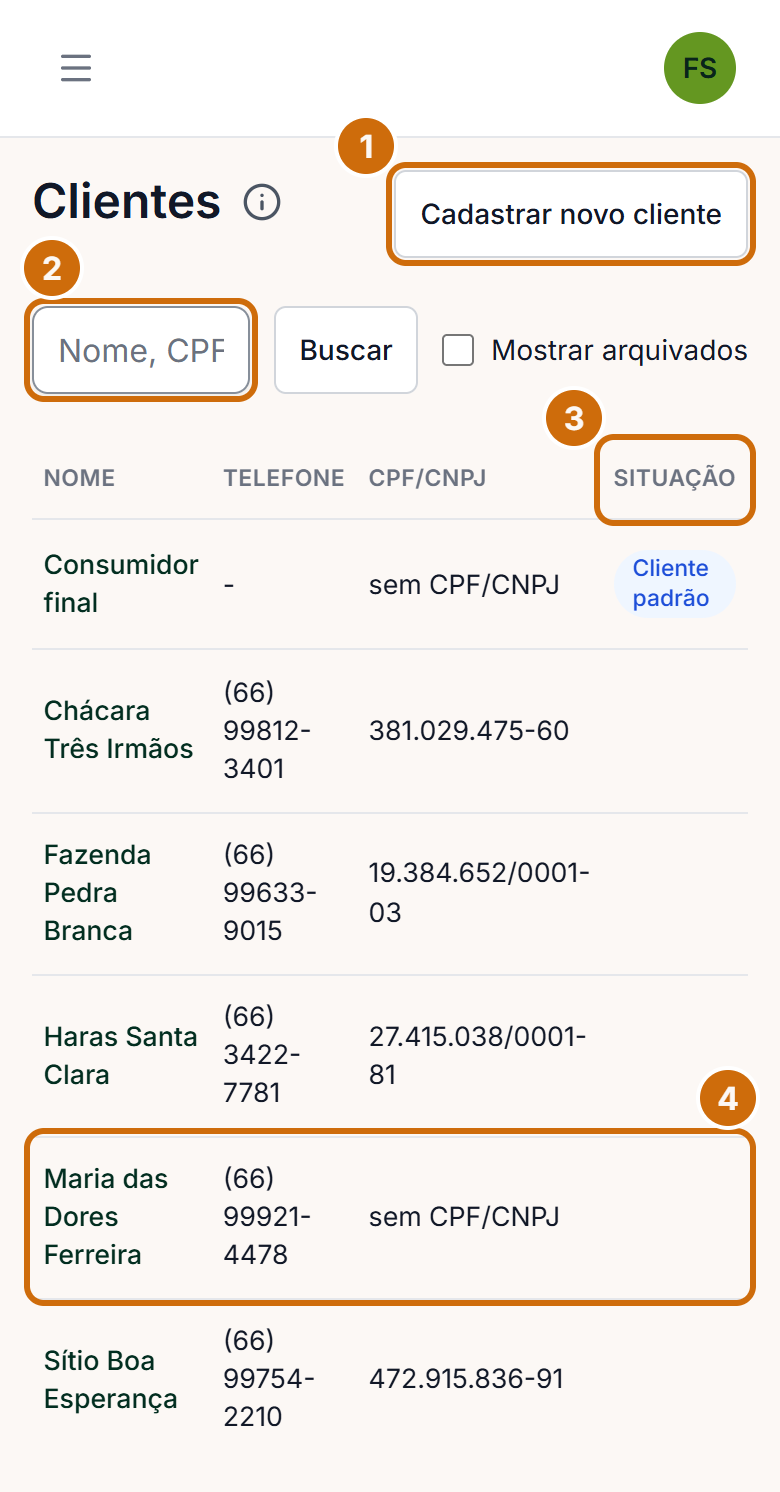 FS
1
Clientes
Cadastrar novo cliente
2
Nome, CPF
Buscar
Mostrar arquivados
3
NOME TELEFONE CPF/CNPJ SITUAÇÃO
Consumidor
final
-
sem CPF/CNPJ
Cliente
padrão
Chácara
Três Irmãos
(66)
99812-
3401
381.029.475-60
Fazenda
Pedra
Branca
(66)
99633-
9015
19.384.652/0001-
03
Haras Santa
Clara
(66)
3422-
7781
27.415.038/0001-
81
4
Maria das
Dores
Ferreira
(66)
99921-
4478
sem CPF/CNPJ
Sítio Boa
Esperança
(66)
99754-
2210
472.915.836-91